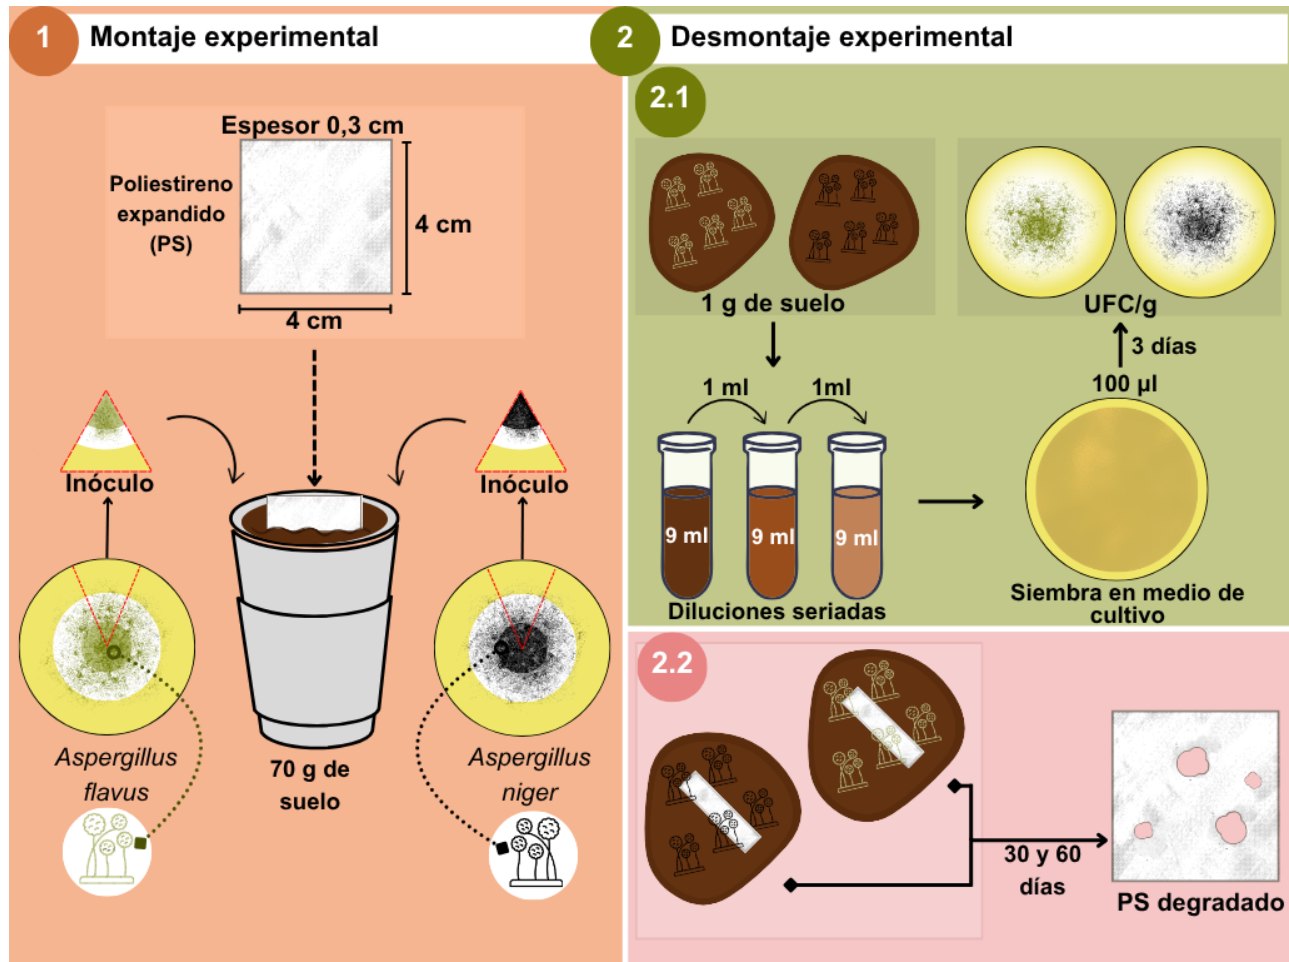 1 Montaje experimental
Espesor 0,3 cm
Poliestireno
expandido
(PS)
4 cm
4 cm
Inóculo
Inóculo
Aspergillus
flavus
70 g de
suelo
Aspergillus
niger
2 Desmontaje experimental
2.1
1 g de suelo
1 ml
1ml
9 ml
9 ml
9 ml
Diluciones seriadas
UFC/g
3 días
100 µl
Siembra en medio de
cultivo
2.2
30 y 60
días
PS degradado